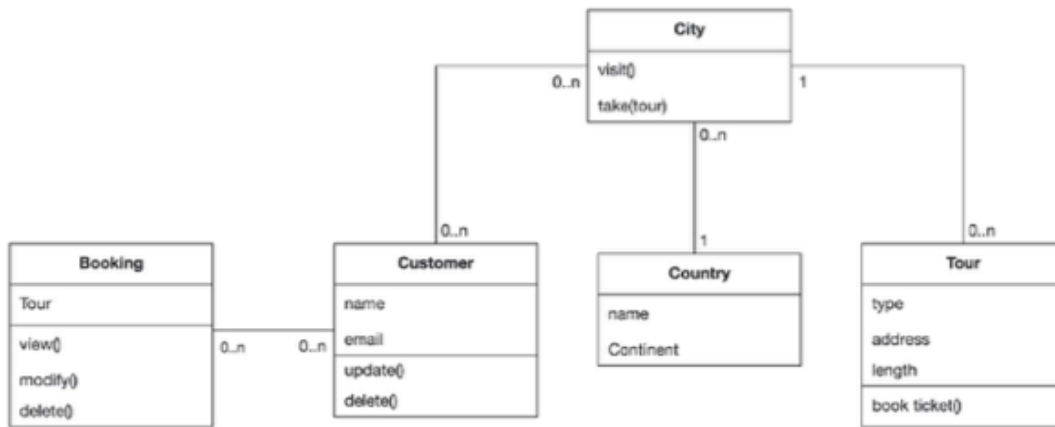 City
visit()
take(tour)
0..n
1
0..n
0..n
1
0..n
Booking
Tour
view()
modify()
delete()
0..n
0..n
Customer
name
email
update()
delete()
Country
name
Continent
Tour
type
address
length
book ticket()